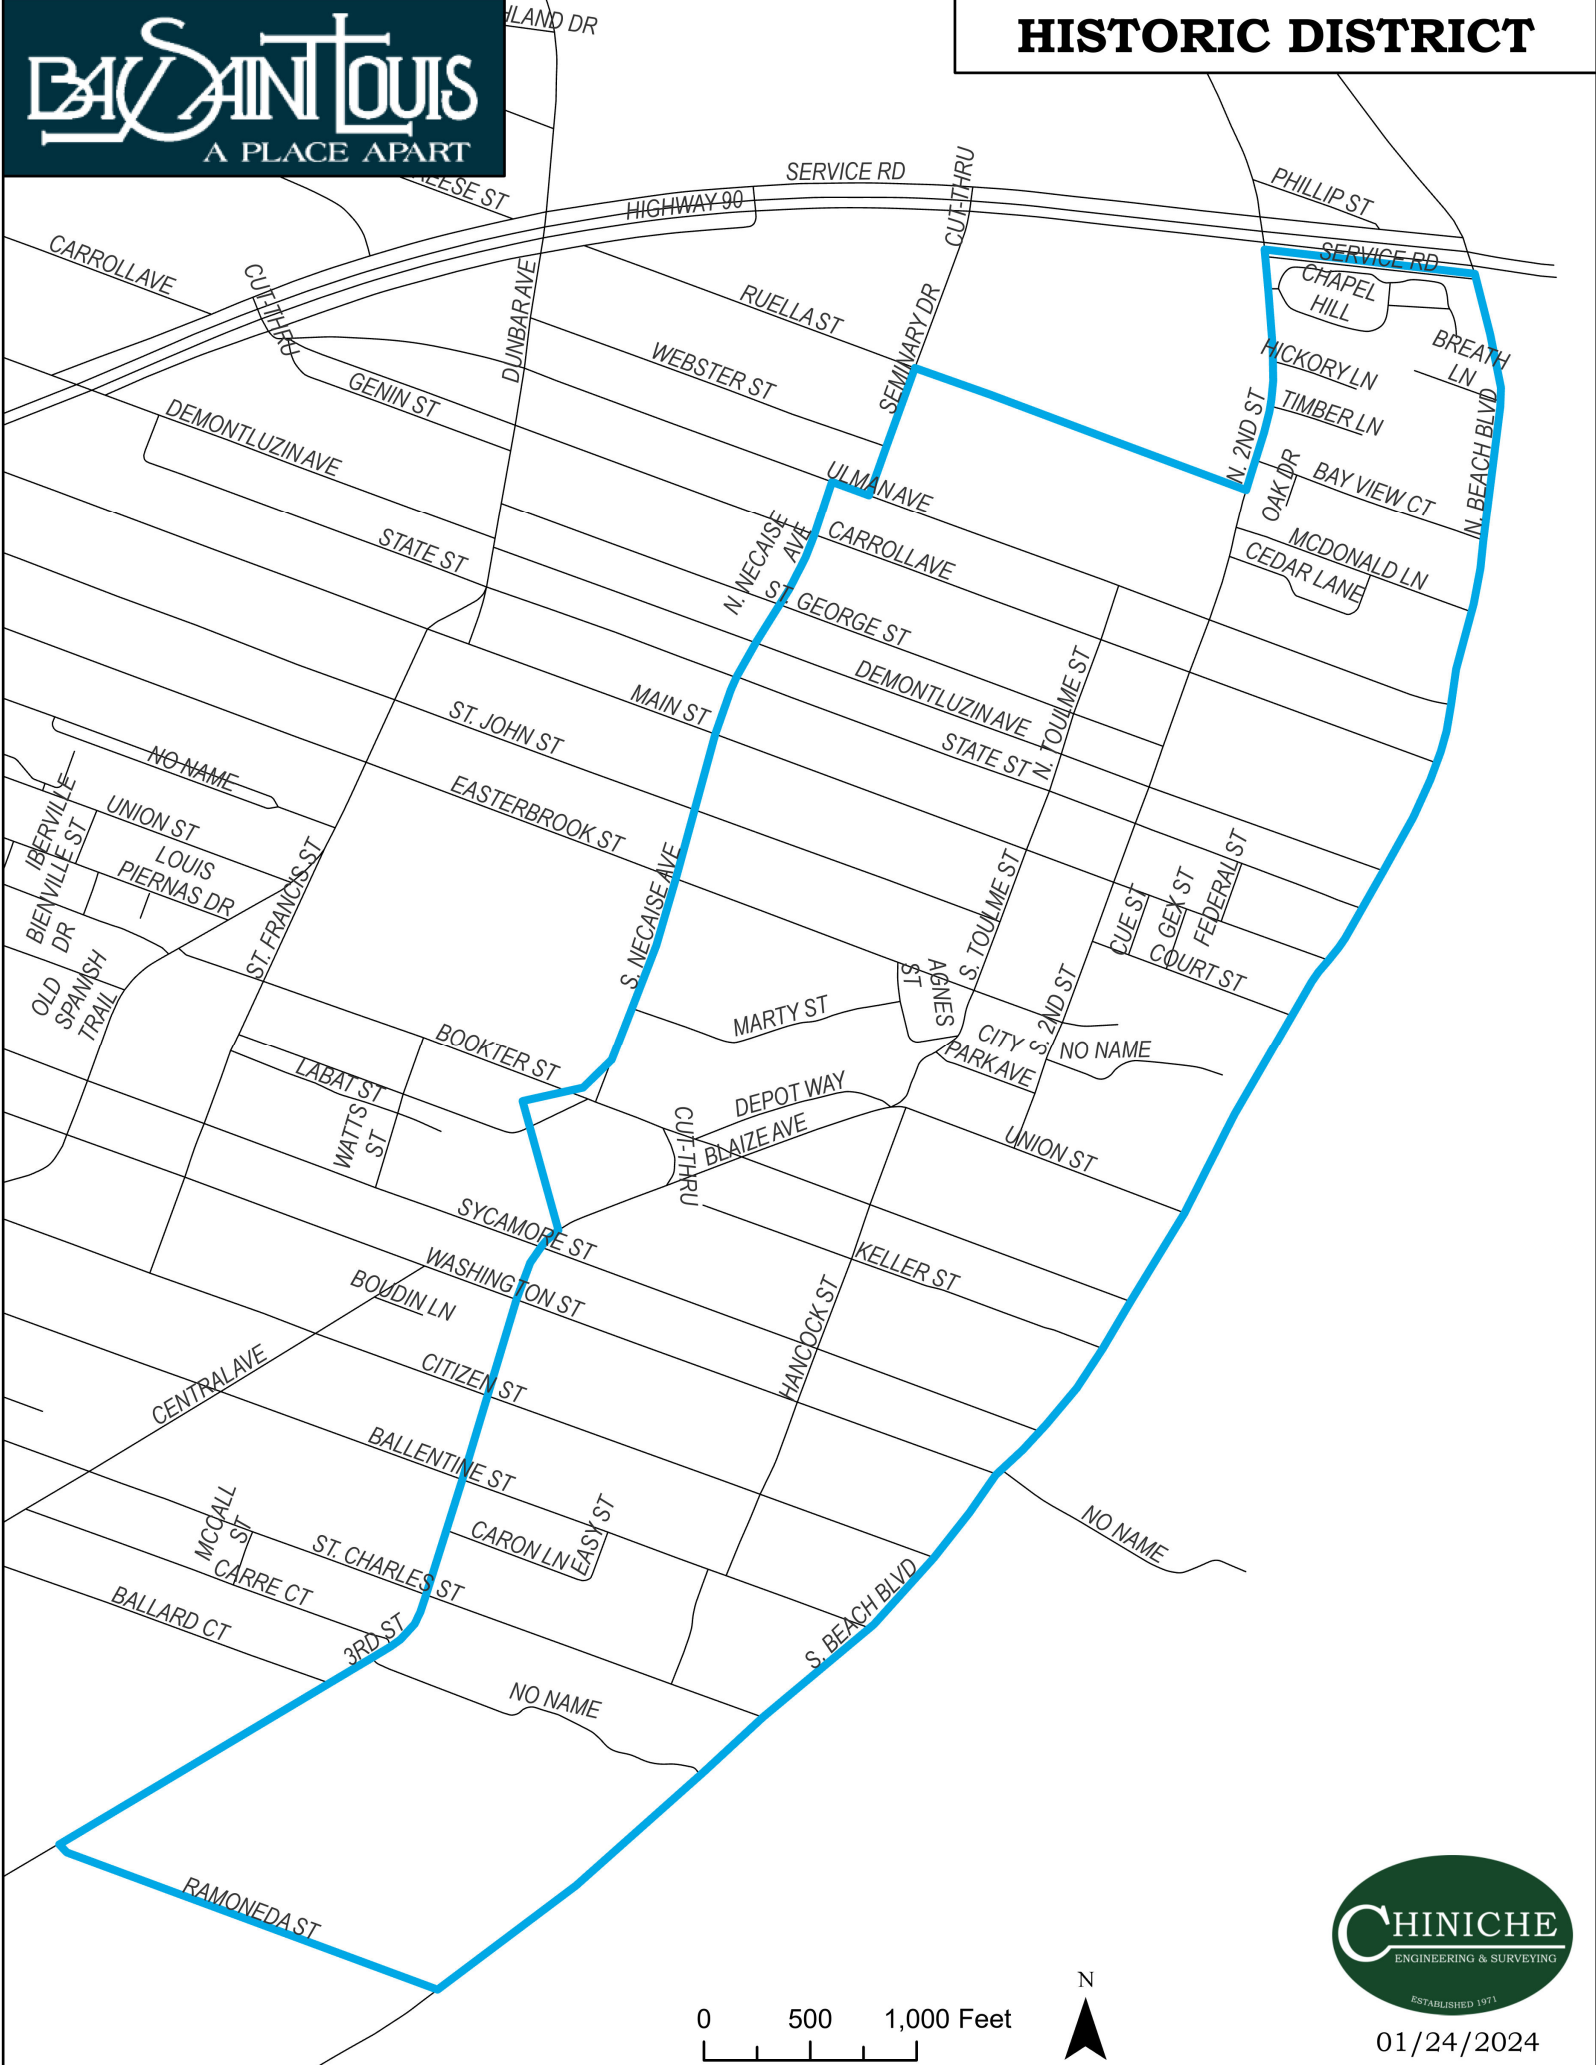 HISTORIC DISTRICT
BAY SAINT LOUIS
A PLACE APART
HLAND DR
REESE ST
SERVICE RD
HIGHWAY 90
CUT-THRU
PHILLIP ST
SERVICE RD
CARROLL AVE
CUT-THRU
DUNBAR AVE
RUELLA ST
SEMINARY DR
CHAPEL
HILL
BREATH
LN
WEBSTER ST
GENIN ST
HICKORY LN
TIMBER LN
N. BEACH BLVD
DEMONTLUZIN AVE
N. 2ND ST
OAK DR
BAY VIEW CT
ULMAN AVE
STATE ST
N. NECAISE
AVE
CARROLL AVE
MCDONALD LN
CEDAR LANE
ST. GEORGE ST
DEMONTLUZIN AVE
N. TOULME ST
MAIN ST
STATE ST
ST. JOHN ST
NO NAME
EASTERBROOK ST
IBERVILLE
BIENVILLE ST
DR
UNION ST
LOUIS
PIERNAS DR
ST. FRANCIS ST
S. NECAISE AVE
S. TOULME ST
CUE ST
GEX ST
FEDERAL ST
COURT ST
OLD
SPANISH
TRAIL
AGNES
ST
MARTY ST
S. 2ND ST
CITY
PARK AVE
NO NAME
BOOKTER ST
LABAT ST
WATTS
ST
DEPOT WAY
BLAIZE AVE
CUT-THRU
UNION ST
SYCAMORE ST
WASHINGTON ST
BOUDIN LN
KELLER ST
HANCOCK ST
CITIZEN ST
CENTRAL AVE
BALLENTINE ST
MCCALL
ST
CARON LN
EASY ST
NO NAME
ST. CHARLES ST
CARRE CT
BALLARD CT
3RD ST
S. BEACH BLVD
NO NAME
RAMONEDA ST
CHINICHE
ENGINEERING & SURVEYING
ESTABLISHED 1971
N
0 500 1,000 Feet
01/24/2024